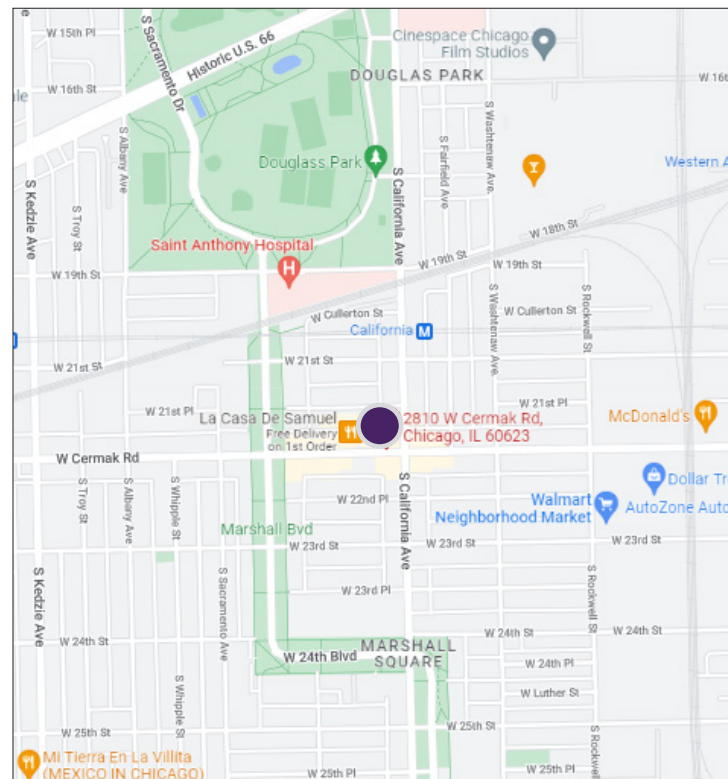 e
W 15th Pl
S Sacramento Dr
Historic U.S. 66
Cinespace Chicago
Film Studios
DOUGLAS PARK
le
W 16th St
W 16t
S Albany Ave
S Washtenaw Ave.
S Fairfield Ave
Douglass Park
S California Ave
Western A
S Kedzie Ave
S Troy St
W 18th St
Saint Anthony Hospital
H
W 19th St
W 19th St
W 19th St
S Washtenaw Ave.
S Rockwell St
W Cullerton St
W Cullerton St
California
M
W 21st St
W 21st St
W 21st Pl
W 21st Pl
La Casa De Samuel
Free Delivery
on 1st Order
2810 W Cermak Rd,
Chicago, IL 60623
McDonald's
W Cermak Rd
S Troy St
S Albany Ave
S Whipple St
S California Ave
W 22nd Pl
Walmart
Neighborhood Market
Dollar Tr
AutoZone Auto
Marshall Bvd
W 23rd St
W 23rd St
S Kedzie Ave
S Sacramento Ave
W 23rd Pl
S Rockwell St
W 24th St
W 24th St
W 24th St
W 24th Blvd
MARSHALL
SQUARE
W 24th Pl
W Luther St
S Whipple St
W 25th St
W 25th St
S Rockwell St
Mi Tierra En La Villita
(MEXICO IN CHICAGO)
W 25th Pl
W 25th Pl